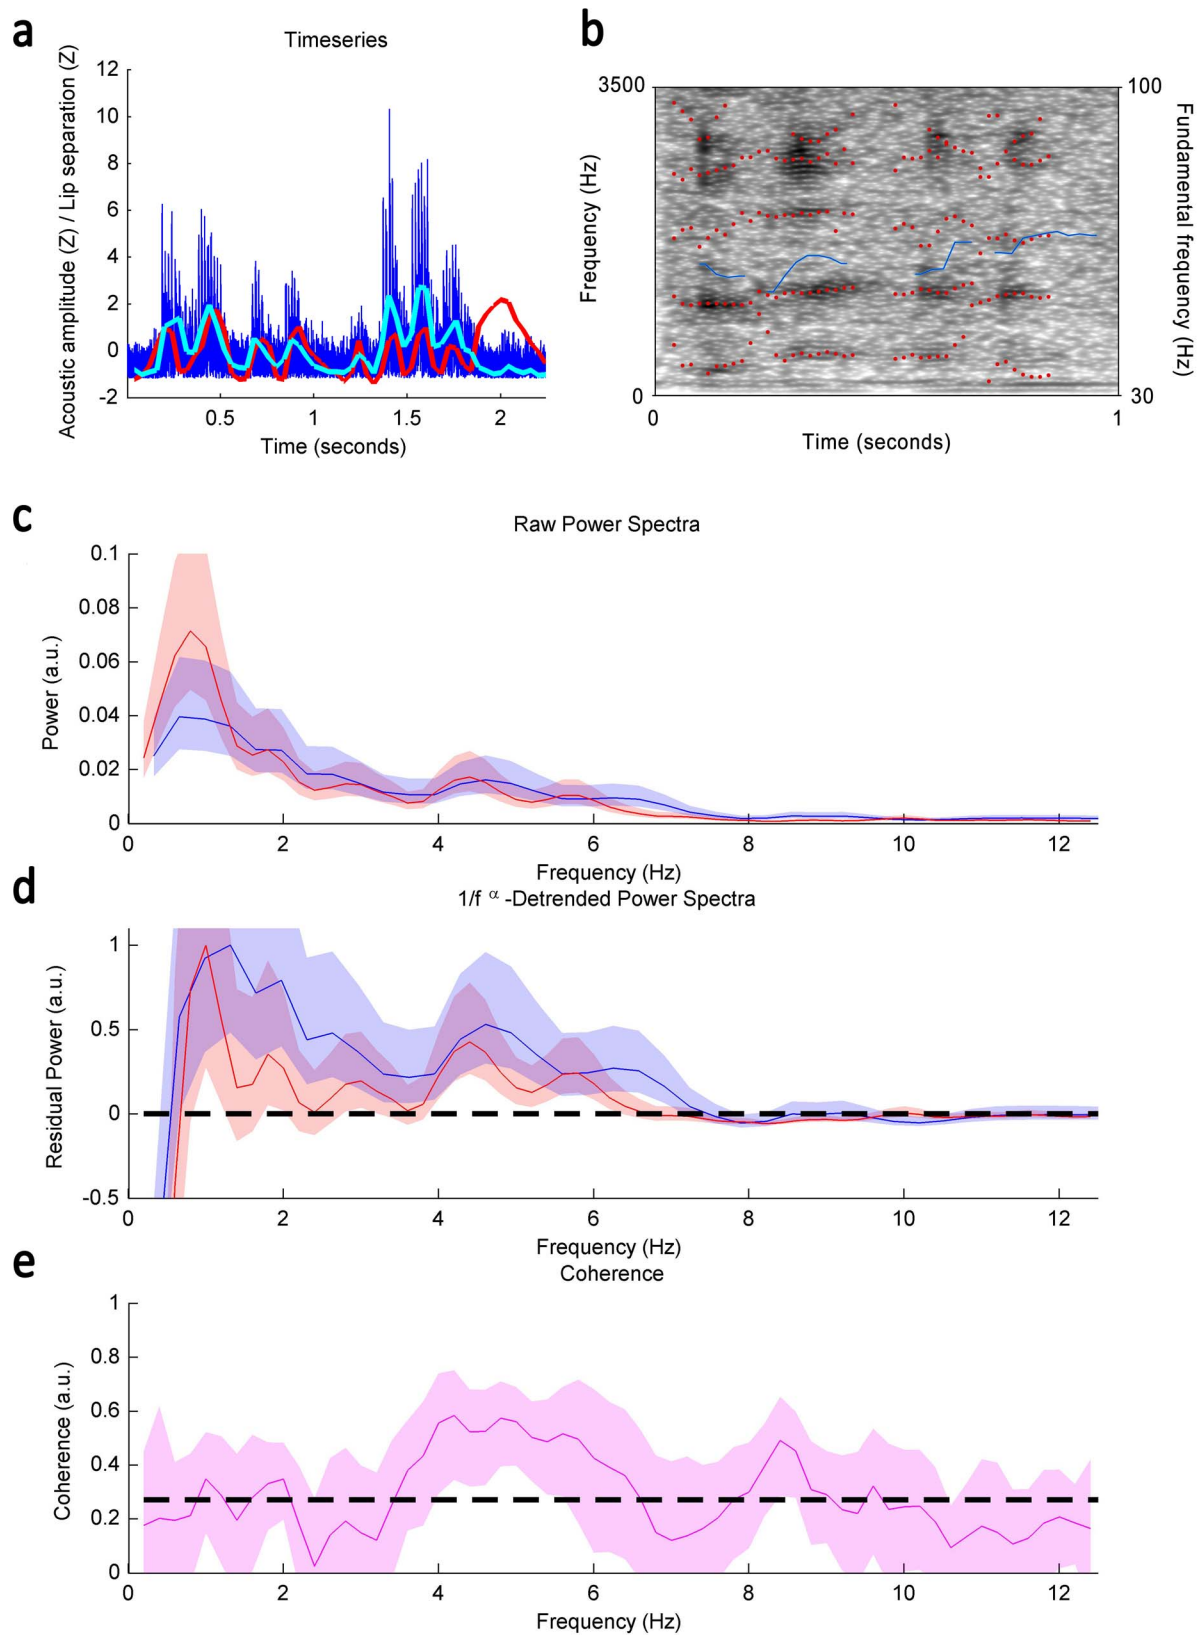 a
Timeseries
Acoustic amplitude (Z) / Lip separation (Z)
12
10
8
6
4
2
0
-2
0.5
1
1.5
2
Time (seconds)
b
3500
0
Frequency (Hz)
100
30
Fundamental frequency (Hz)
0
1
Time (seconds)
c
Raw Power Spectra
Power (a.u.)
0.1
0.08
0.06
0.04
0.02
0
0 2 4 6 8 10 12
Frequency (Hz)
d
1/f α -Detrended Power Spectra
Residual Power (a.u.)
1
0.5
0
-0.5
0 2 4 6 8 10 12
Frequency (Hz)
e
Coherence
Coherence (a.u.)
1
0.8
0.6
0.4
0.2
0
0 2 4 6 8 10 12
Frequency (Hz)